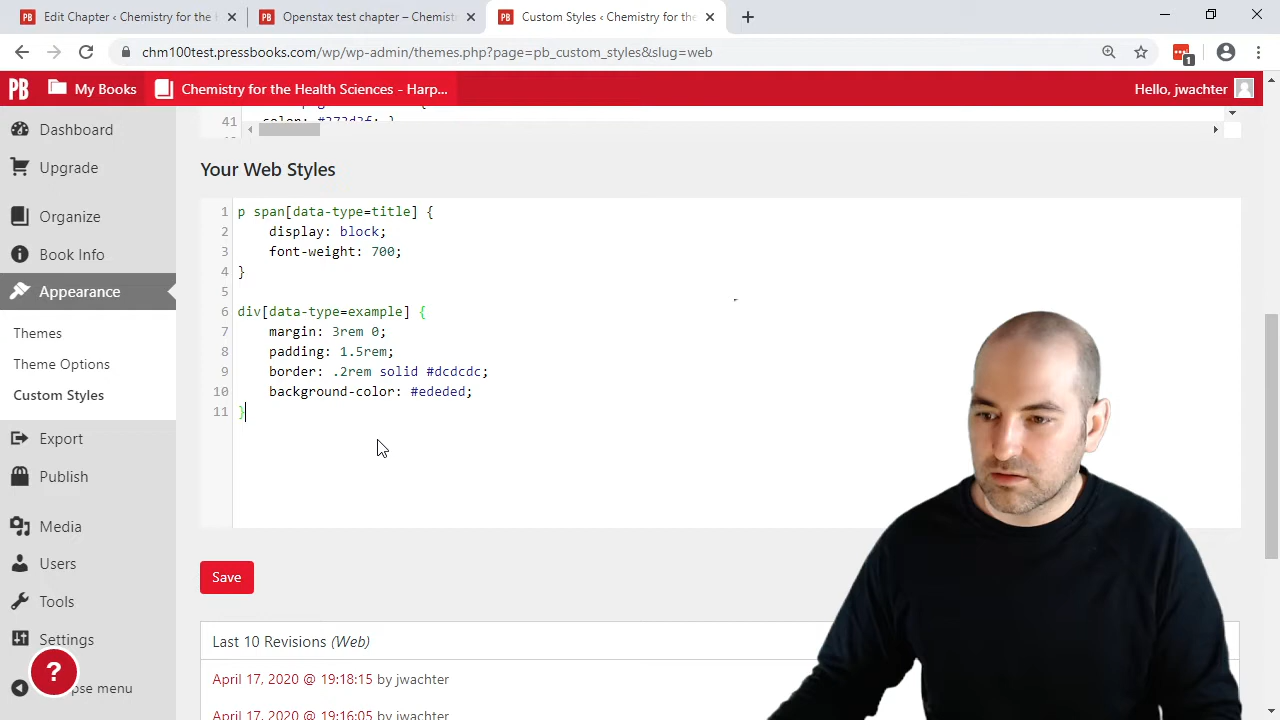 PB Edit Chapter ‹ Chemistry for the
PB Openstax test chapter – Chemist
PB Custom Styles ‹ Chemistry for the
chm100test.pressbooks.com/wp/wp-admin/themes.php?page=pb_custom_styles&slug=web
1
PB My Books Chemistry for the Health Sciences - Harp... Hello, jwachter
Dashboard
Upgrade
Organize
Book Info
Appearance
Themes
Theme Options
Custom Styles
Export
Publish
Media
Users
Tools
Settings
?
menu
41
Your Web Styles
1 p span[data-type=title] {
2 display: block;
3 font-weight: 700;
4 }
5
6 div[data-type=example] {
7 margin: 3rem 0;
8 padding: 1.5rem;
9 border: .2rem solid #dcdcdc;
10 background-color: #ededed;
11 }
Save
Last 10 Revisions (Web)
April 17, 2020 @ 19:18:15 by jwachter
April 17, 2020 @ 19:16:05 by jwachter